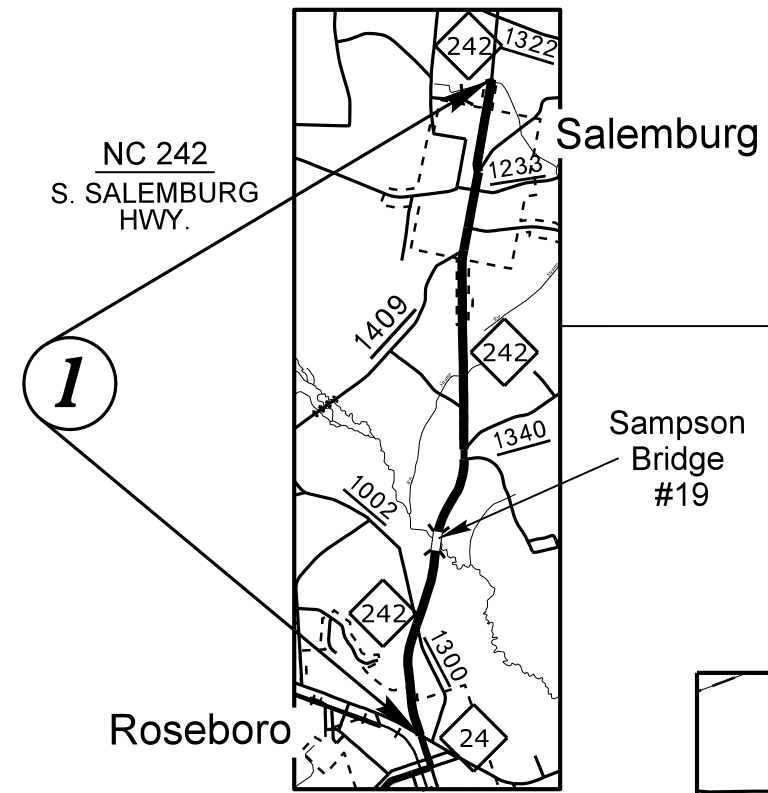 242
1322
Salemburg
NC 242
S. SALEMBURG
HWY.
1233
1409
242
1
1340
Sampson
Bridge
#19
1002
242
1300
Roseboro
24